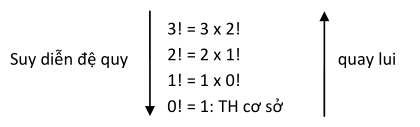 3! = 3 x 2!
2! = 2 x 1!
Suy diễn đệ quy
1! = 1 x 0!
quay lui
0! = 1: TH cơ sở